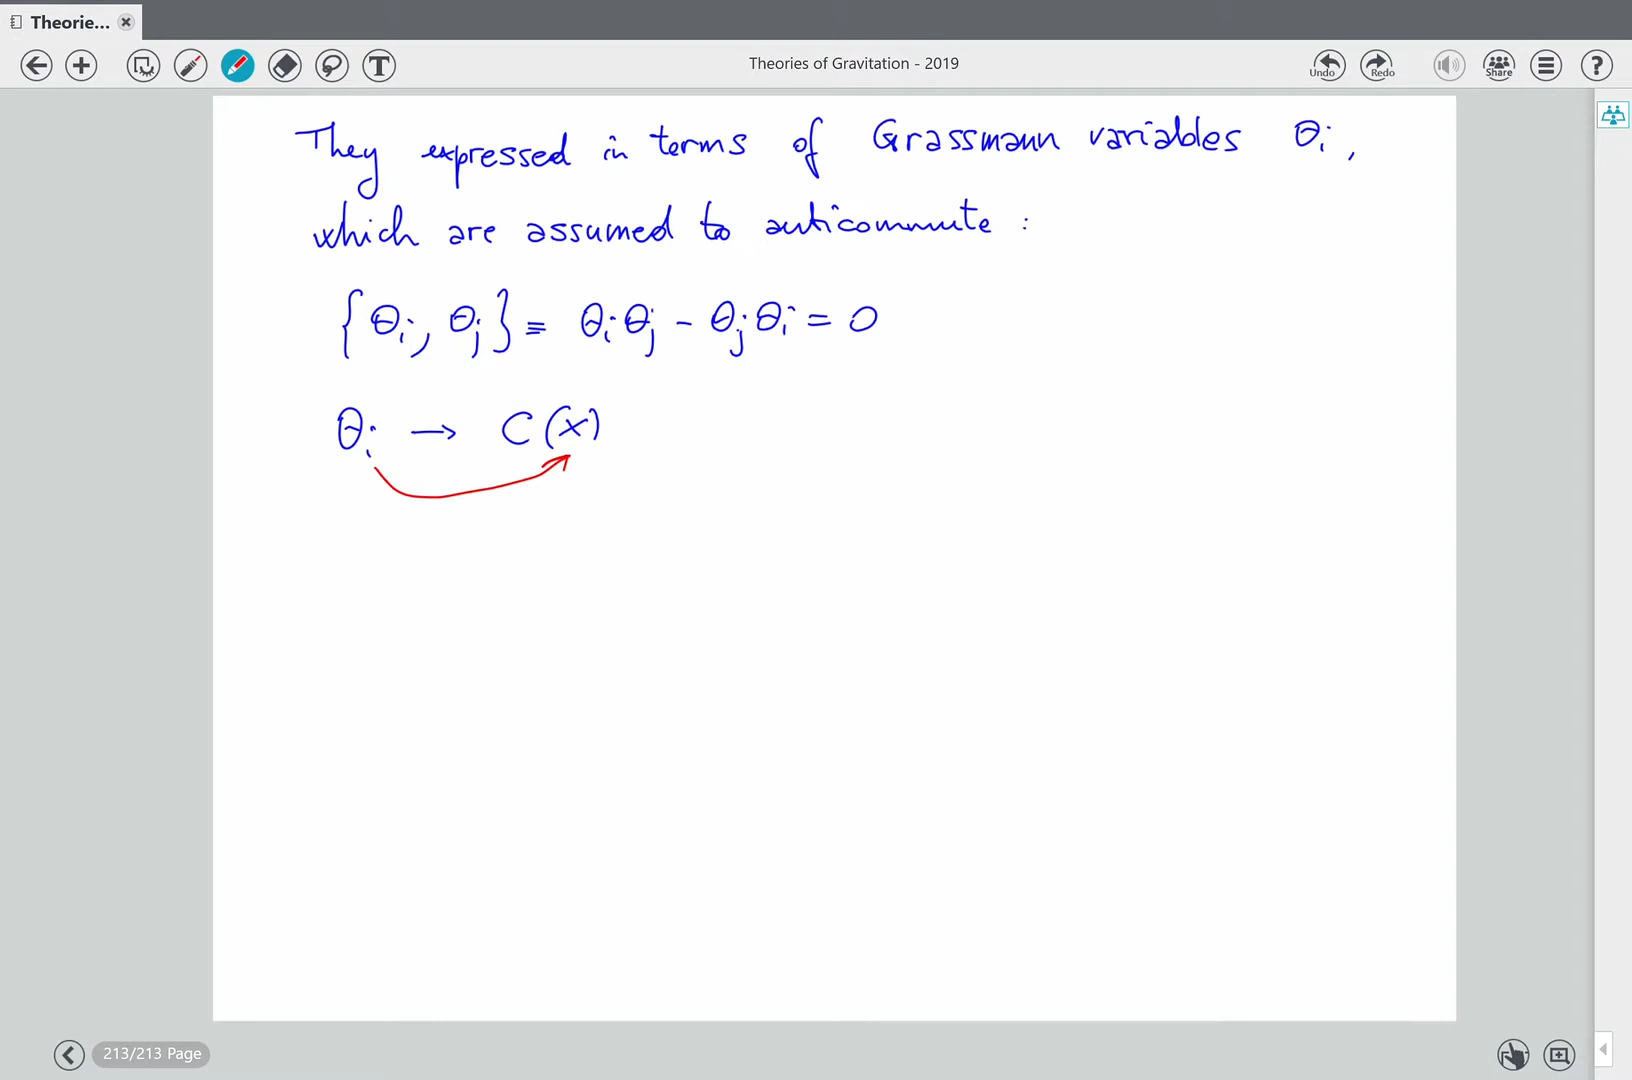 Theorie...
Theories of Gravitation - 2019
Undo
Redo
Share
They expressed in terms of Grassmann variables θi,
which are assumed to anticommute :
{θi, θj} ≡ θiθj - θjθi = 0
θi → C(x)
213/213 Page